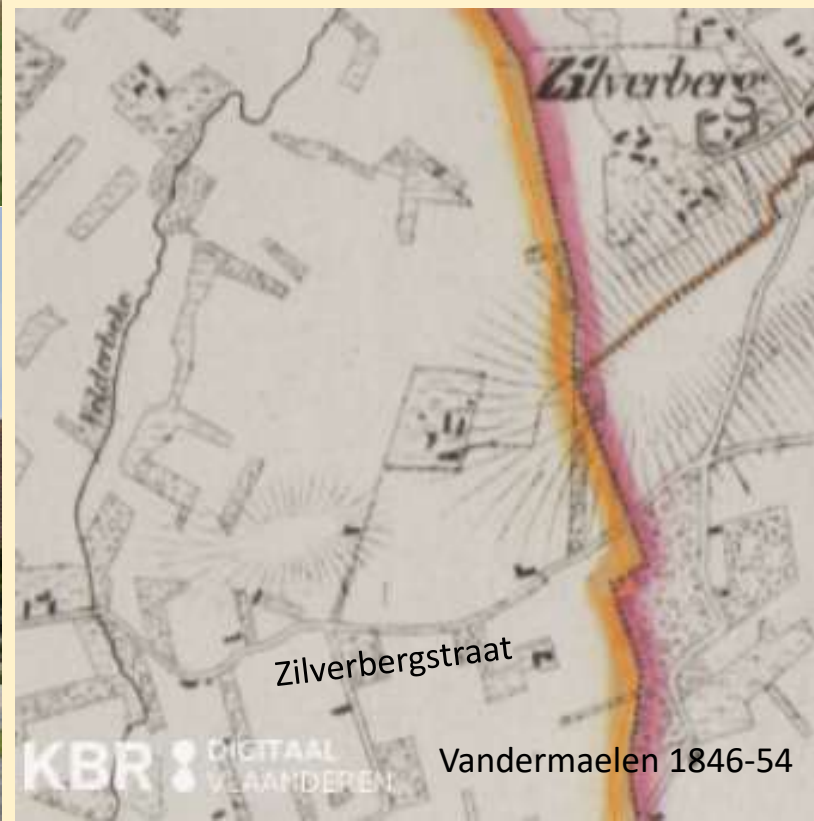 Zilverberg
Zilverbergstraat
KBR DIGITAAL
VLAANDEREN
Vandermaelen 1846-54